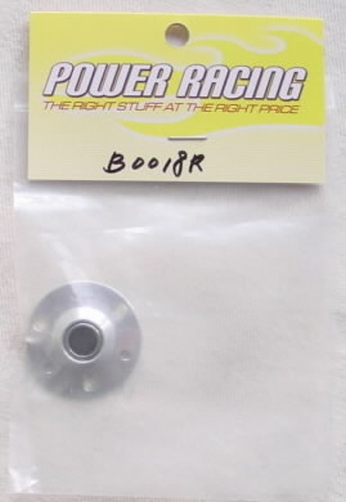 POWER RACING
THE RIGHT STUFF AT THE RIGHT PRICE
B0018R